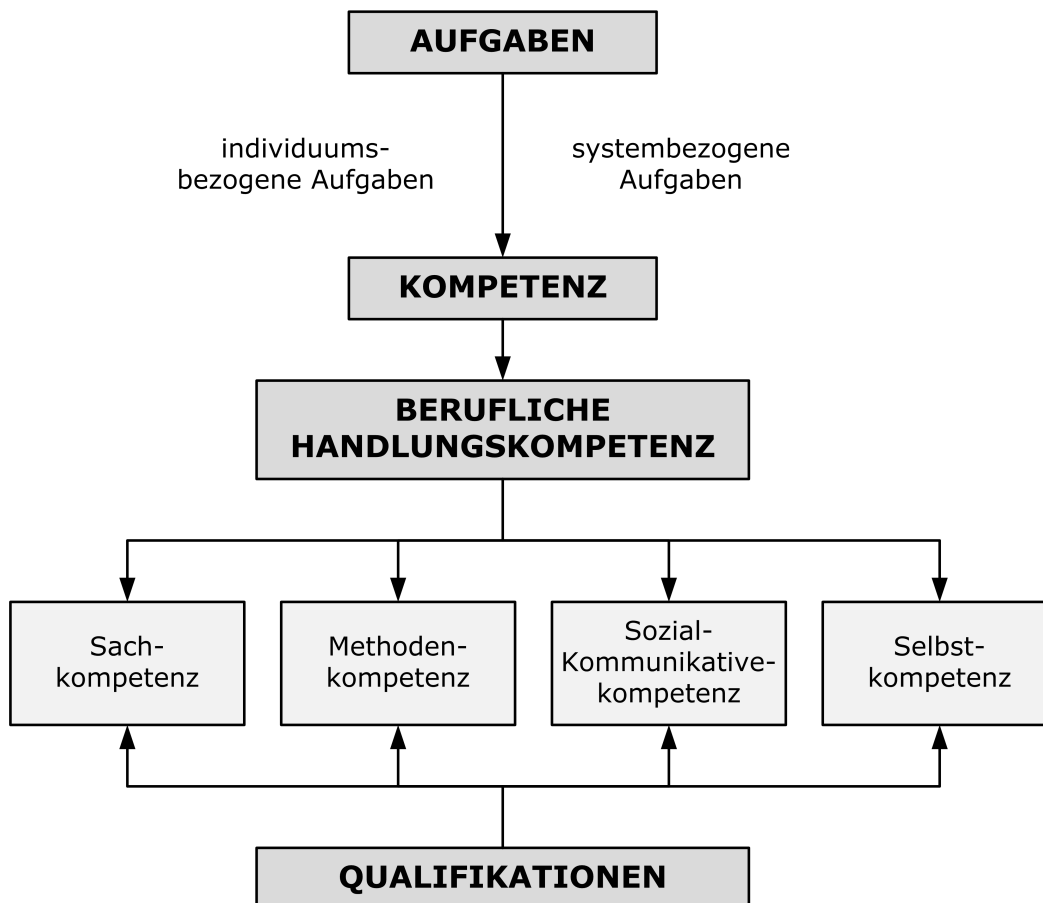 AUFGABEN
individuums-
bezogene Aufgaben
systembezogene
Aufgaben
KOMPETENZ
BERUFLICHE
HANDLUNGSKOMPETENZ
Sach-
kompetenz
Methoden-
kompetenz
Sozial-
Kommunikative-
kompetenz
Selbst-
kompetenz
QUALIFIKATIONEN